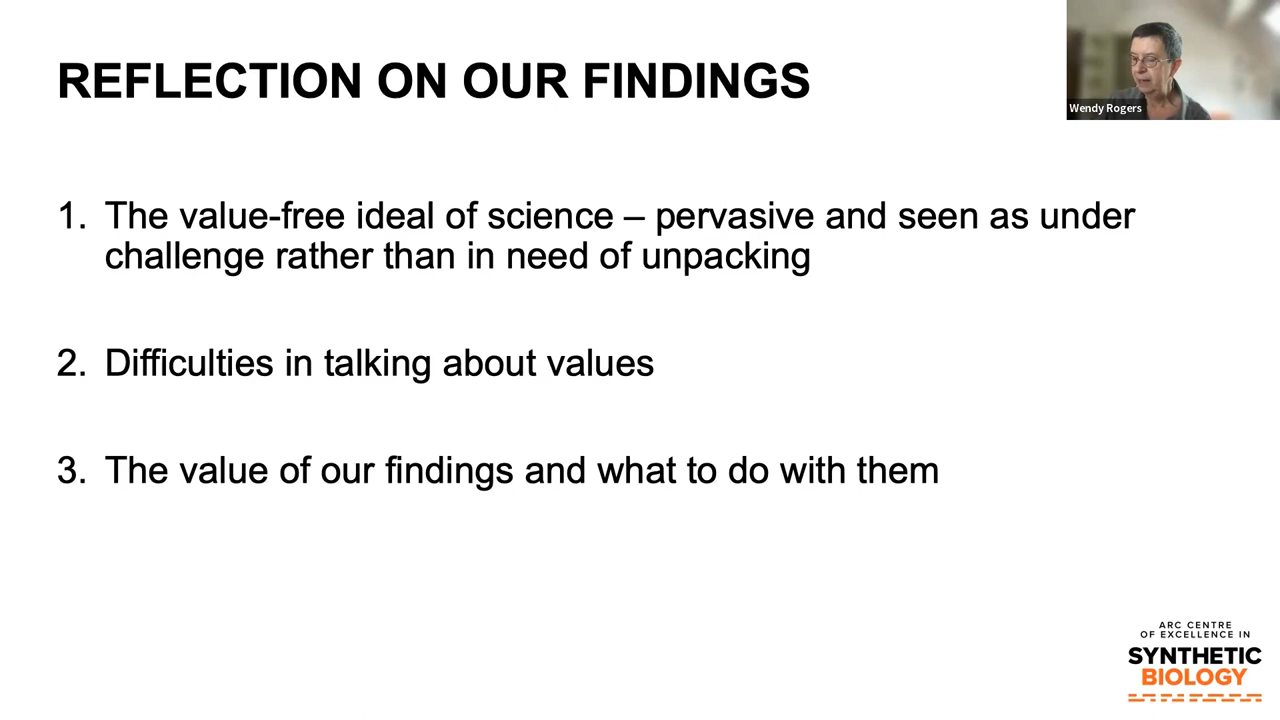 REFLECTION ON OUR FINDINGS
Wendy Rogers
1. The value-free ideal of science – pervasive and seen as under
challenge rather than in need of unpacking
2. Difficulties in talking about values
3. The value of our findings and what to do with them
ARC CENTRE
OF EXCELLENCE IN
SYNTHETIC
BIOLOGY